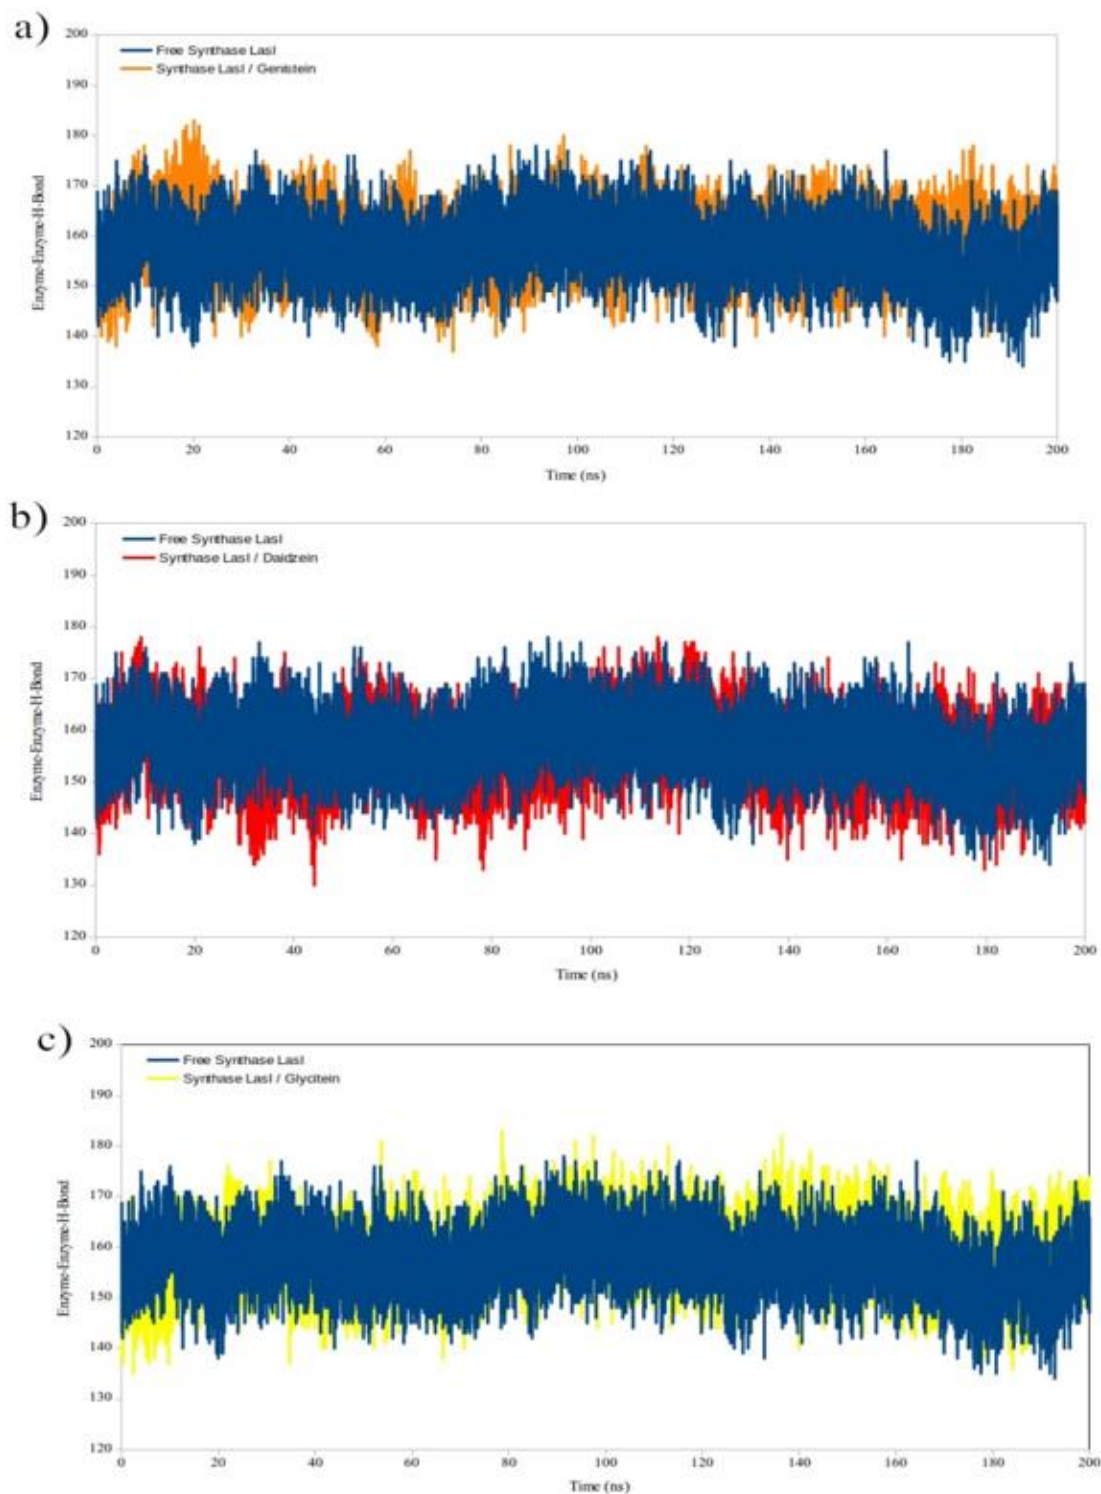 a)
200
Free Synthase LasI
Synthase LasI / Genistein
190
180
170
160
150
140
130
120
Enzyme-Enzyme-H-Bond
0 20 40 60 80 100 120 140 160 180 200
Time (ns)
b)
200
Free Synthase LasI
Synthase LasI / Daidzein
190
180
170
160
150
140
130
120
Enzyme-Enzyme-H-Bond
0 20 40 60 80 100 120 140 160 180 200
Time (ns)
c)
200
Free Synthase LasI
Synthase LasI / Glycitein
190
180
170
160
150
140
130
120
Enzyme-Enzyme-H-Bond
0 20 40 60 80 100 120 140 160 180 200
Time (ns)